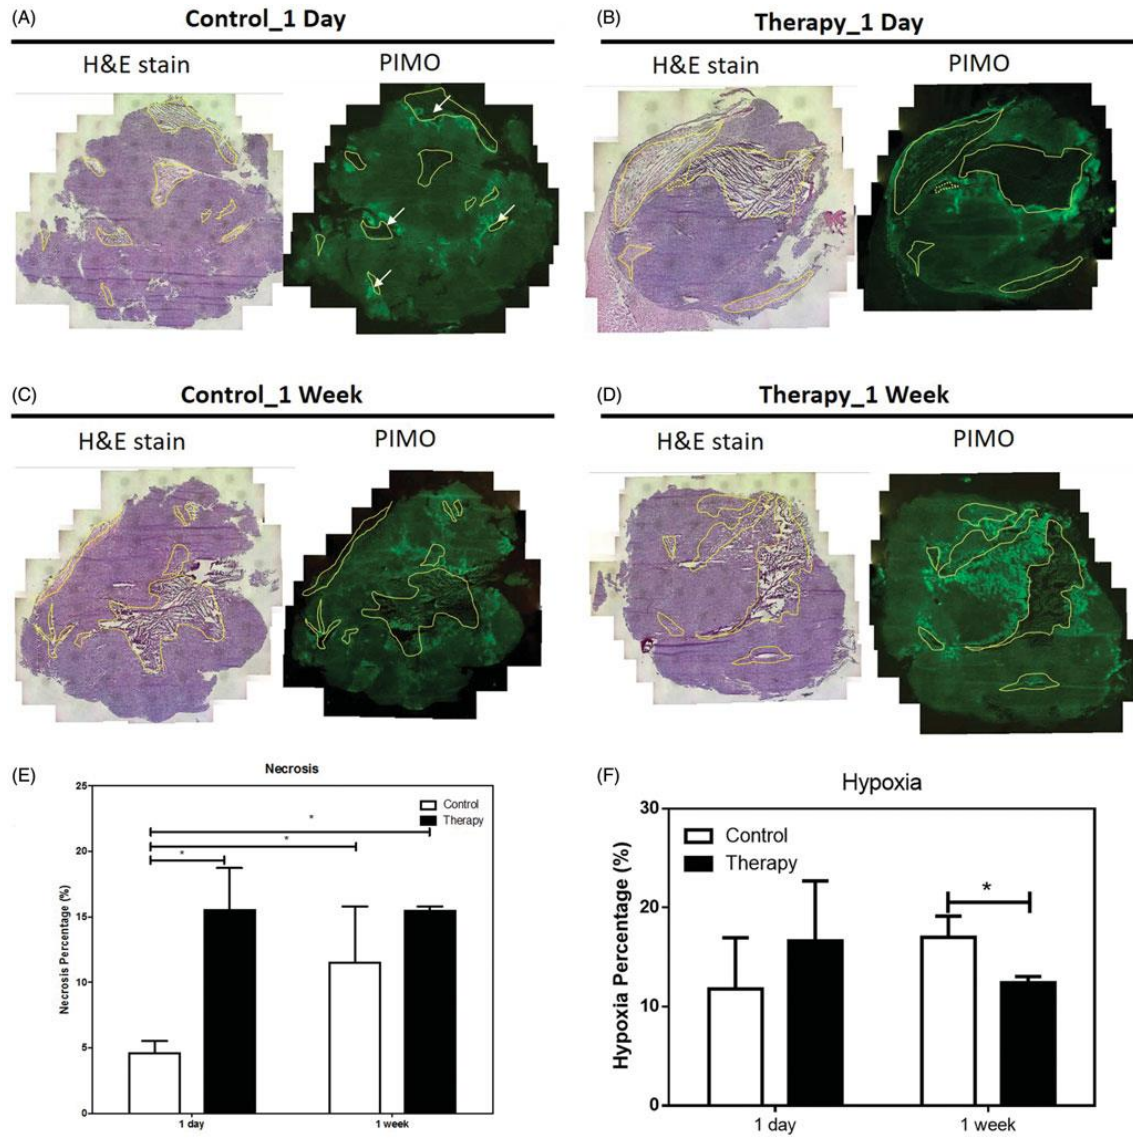 (A)
Control_1 Day
H&E stain
PIMO
(B)
Therapy_1 Day
H&E stain
PIMO
(C)
Control_1 Week
H&E stain
PIMO
(D)
Therapy_1 Week
H&E stain
PIMO
(E)
Necrosis
Necrosis Percentage (%)
25
20
15
10
5
0
Control
Therapy
*
*
*
1 day
1 week
(F)
Hypoxia
Hypoxia Percentage (%)
30
20
10
0
Control
Therapy
*
1 day
1 week